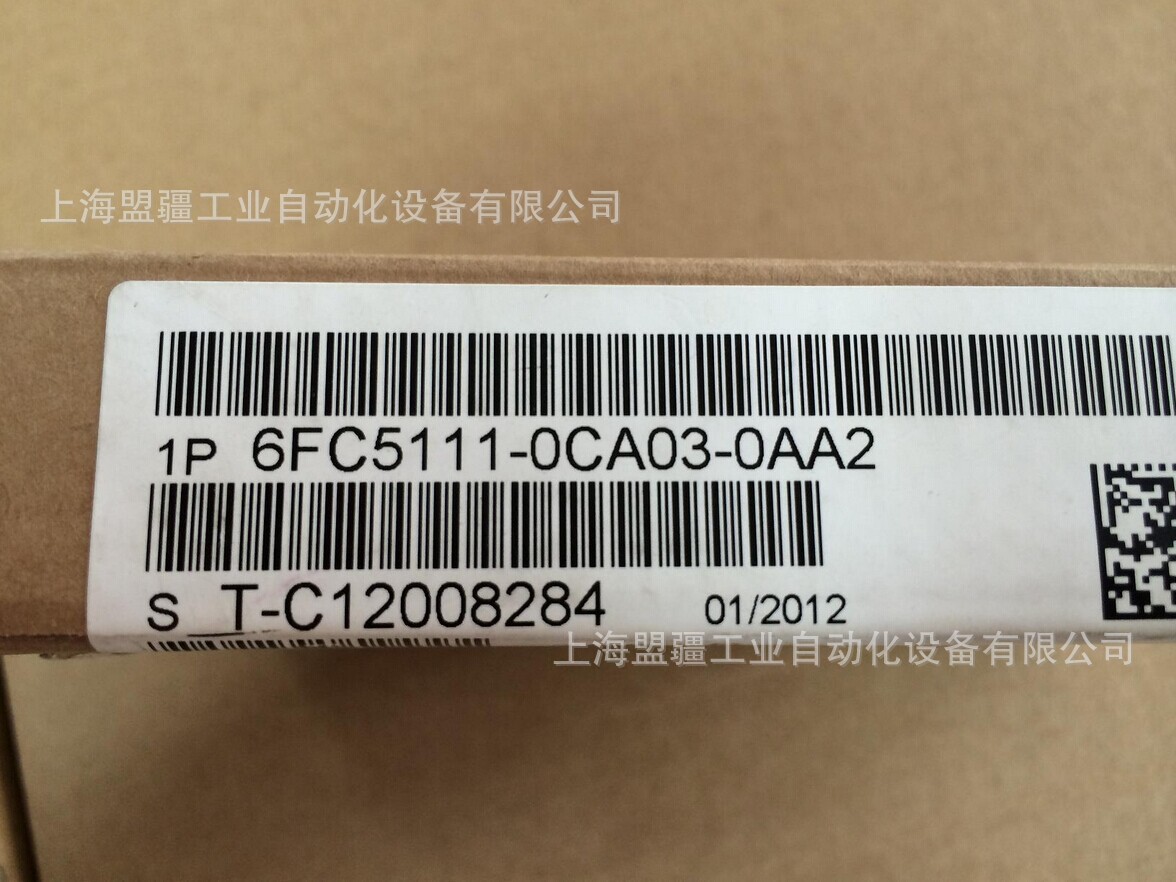 上海盟疆工业自动化设备有限公司
1P 6FC5111-0CA03-0AA2
S T-C12008284 01/2012
上海盟疆工业自动化设备有限公司